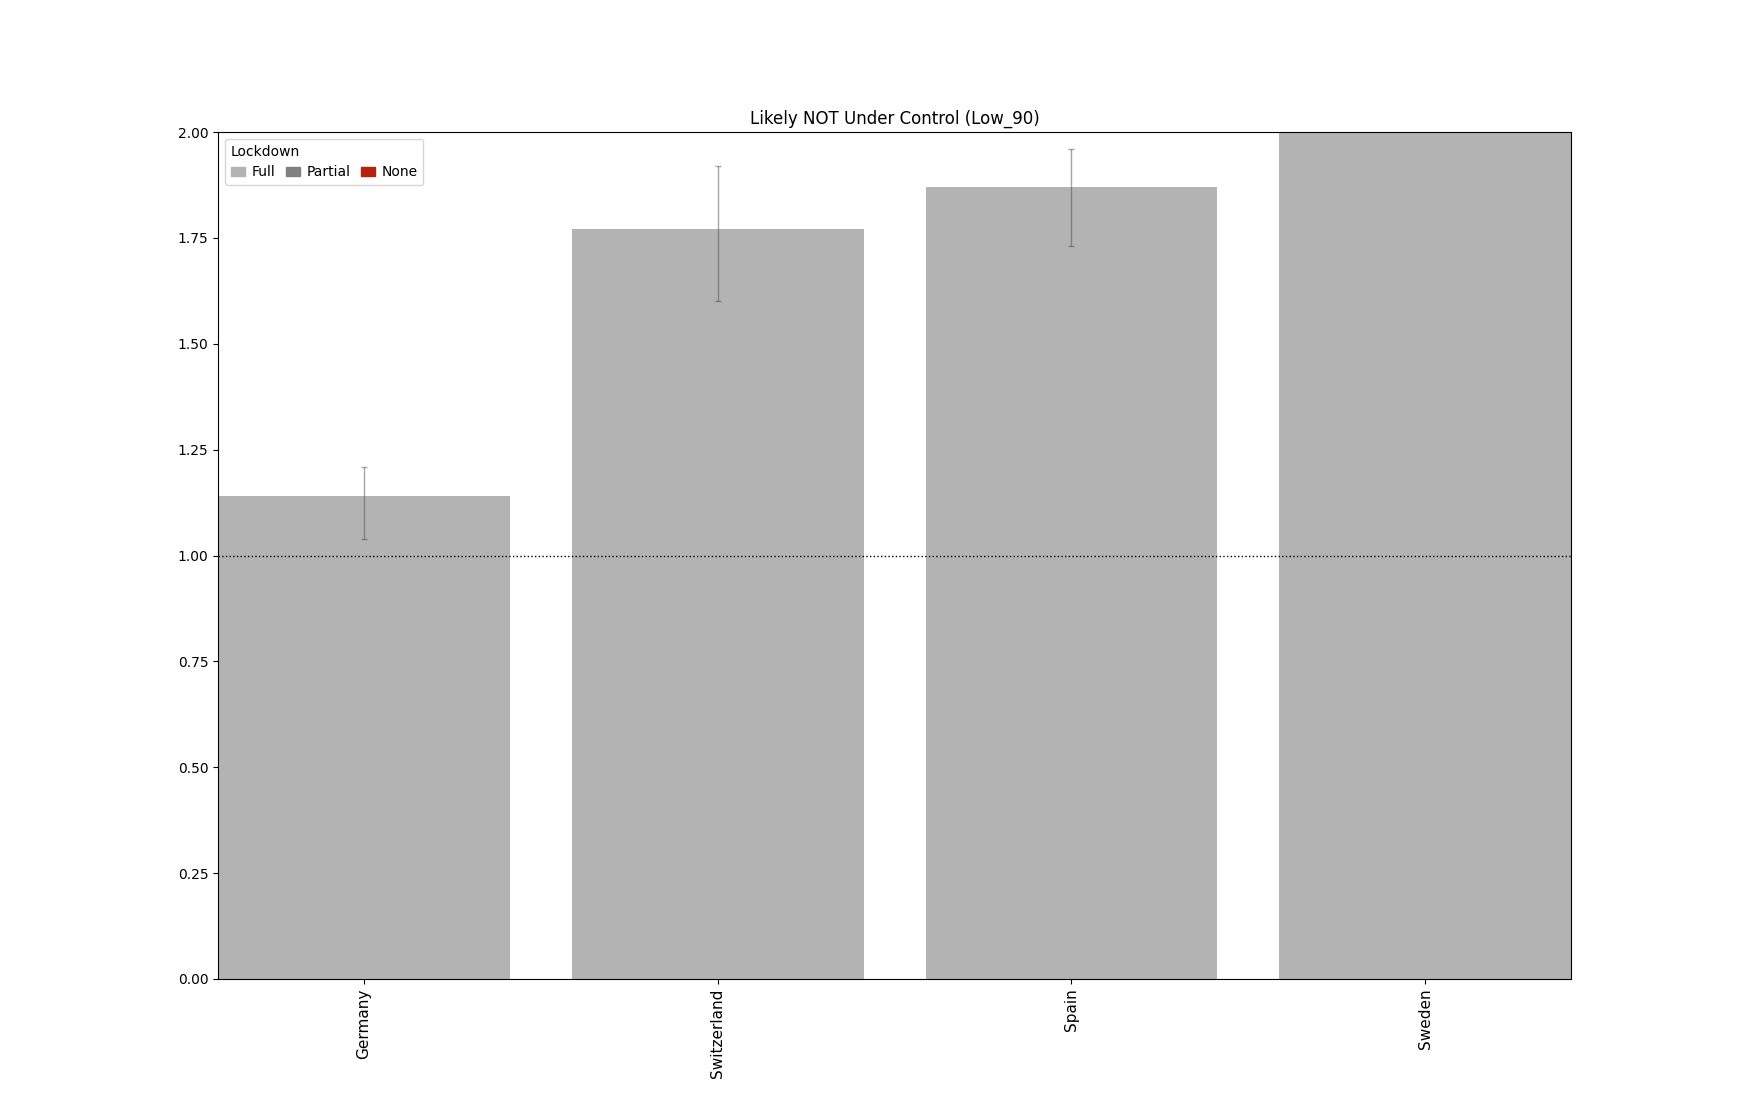 Likely NOT Under Control (Low_90)
Lockdown
Full Partial None
2.00
1.75
1.50
1.25
1.00
0.75
0.50
0.25
0.00
Germany
Switzerland
Spain
Sweden